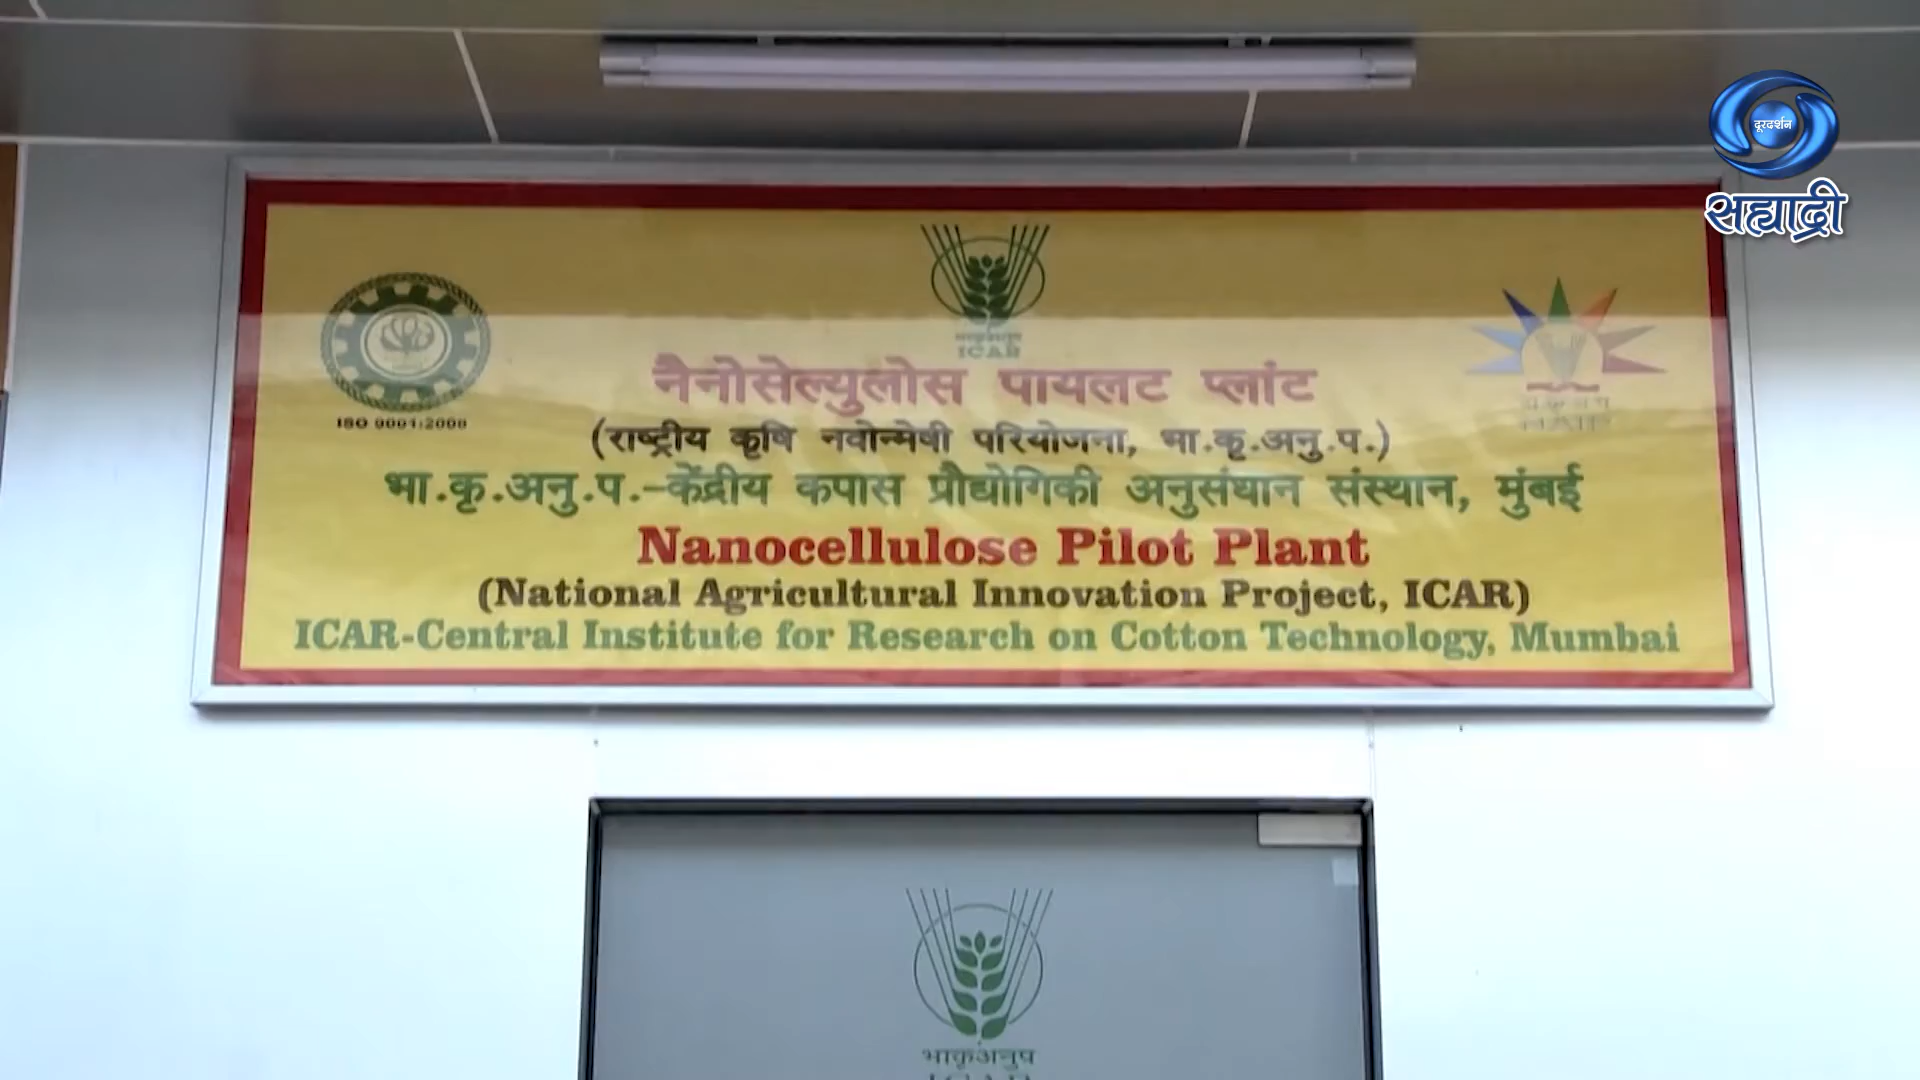 दूरदर्शन
सह्याद्री
ICAR
ISO 9001:2008
नैनोसेल्युलोस पायलट प्लांट
(राष्ट्रीय कृषि नवोन्मेषी परियोजना, भा.कृ.अनु.प.)
भा.कृ.अनु.प.-केंद्रीय कपास प्रौद्योगिकी अनुसंधान संस्थान, मुंबई
Nanocellulose Pilot Plant
(National Agricultural Innovation Project, ICAR)
ICAR-Central Institute for Research on Cotton Technology, Mumbai
भाकृअनुप
ICAR